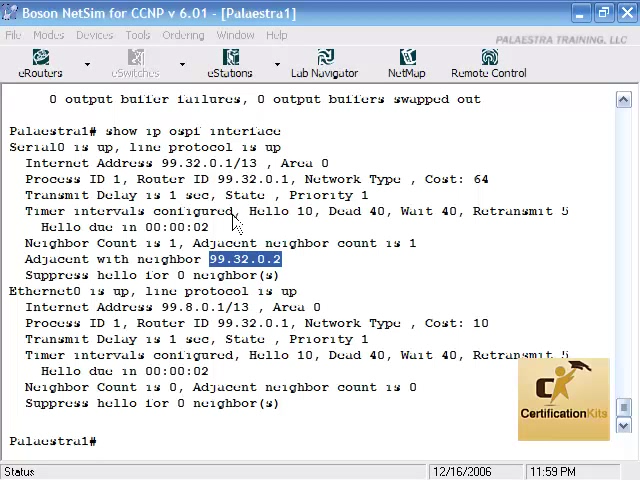 Boson NetSim for CCNP v 6.01 - [Palaestra1]
File Modes Devices Tools Ordering Window Help
PALAESTRA TRAINING, LLC
eRouters eSwitches eStations Lab Navigator NetMap Remote Control
0 output buffer failures, 0 output buffers swapped out
Palaestra1# show ip ospf interface
Serial0 is up, line protocol is up
Internet Address 99.32.0.1/13 , Area 0
Process ID 1, Router ID 99.32.0.1, Network Type , Cost: 64
Transmit Delay is 1 sec, State , Priority 1
Timer intervals configured, Hello 10, Dead 40, Wait 40, Retransmit 5
Hello due in 00:00:02
Neighbor Count is 1, Adjacent neighbor count is 1
Adjacent with neighbor 99.32.0.2
Suppress hello for 0 neighbor(s)
Ethernet0 is up, line protocol is up
Internet Address 99.8.0.1/13 , Area 0
Process ID 1, Router ID 99.32.0.1, Network Type , Cost: 10
Transmit Delay is 1 sec, State , Priority 1
Timer intervals configured, Hello 10, Dead 40, Wait 40, Retransmit 5
Hello due in 00:00:02
Neighbor Count is 0, Adjacent neighbor count is 0
Suppress hello for 0 neighbor(s)
CK
CertificationKits
Palaestra1#
Status 12/16/2006 11:59 PM